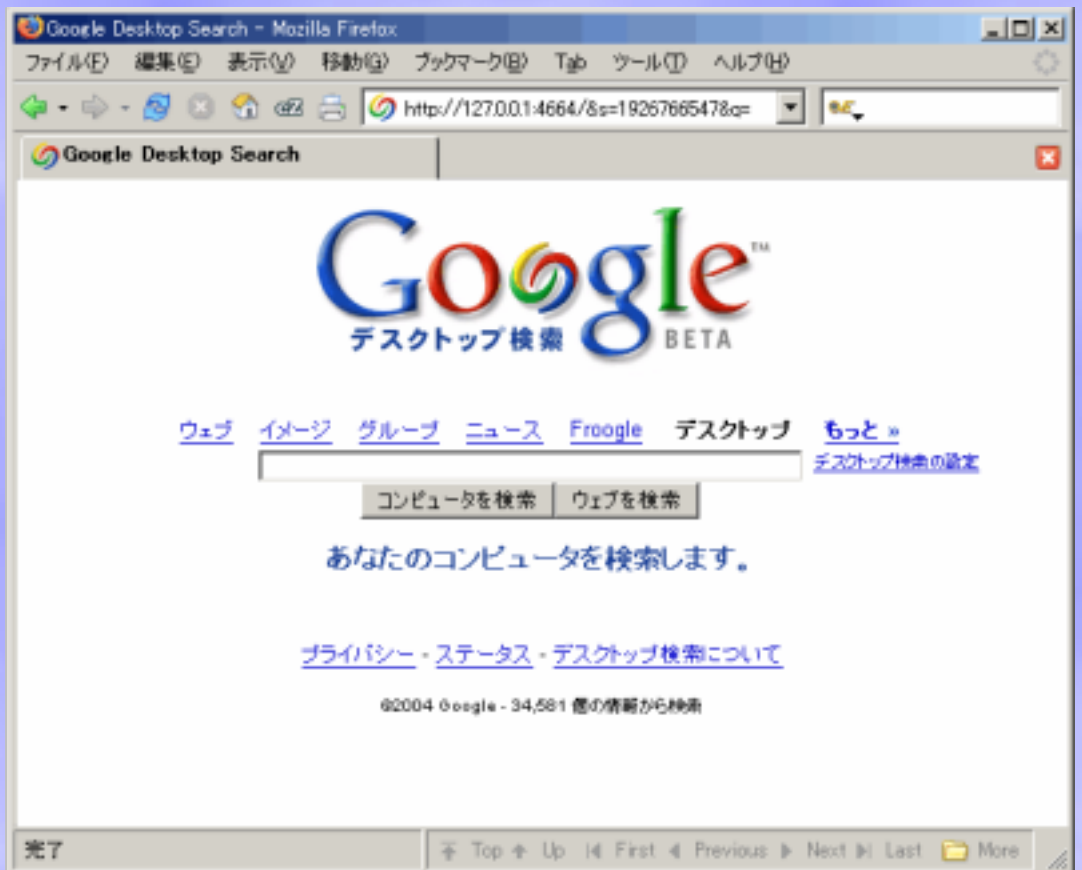 Google Desktop Search - Mozilla Firefox
ファイル(F) 編集(E) 表示(V) 移動(G) ブックマーク(B) Tab ツール(T) ヘルプ(H)
http://127.0.0.1:4664/&s=1926766547&q=
Google Desktop Search
Google™
デスクトップ検索 BETA
ウェブ イメージ グループ ニュース Froogle デスクトップ もっと »
デスクトップ検索の設定
コンピュータを検索 ウェブを検索
あなたのコンピュータを検索します。
プライバシー - ステータス - デスクトップ検索について
©2004 Google - 34,581 個の情報から検索
完了 Top Up First Previous Next Last More